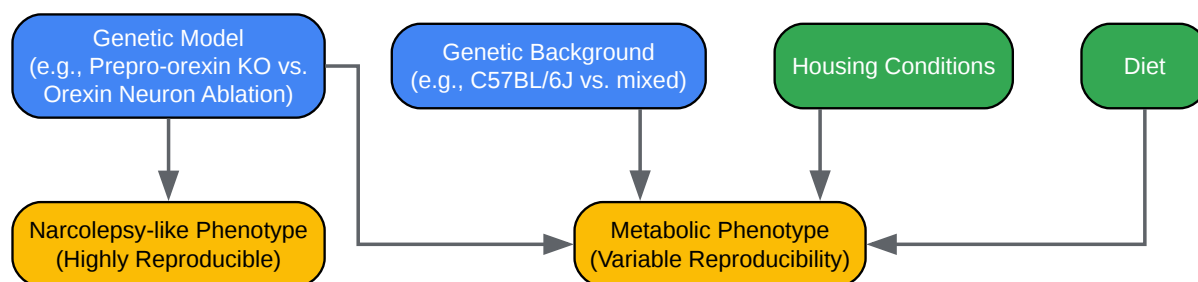 Genetic Model
(e.g., Prepro-orexin KO vs.
Orexin Neuron Ablation)
Genetic Background
(e.g., C57BL/6J vs. mixed)
Housing Conditions
Diet
Narcolepsy-like Phenotype
(Highly Reproducible)
Metabolic Phenotype
(Variable Reproducibility)